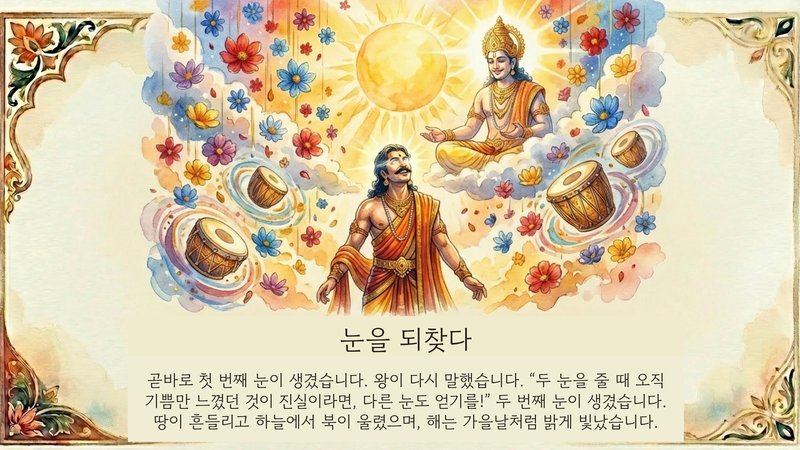 눈을 되찾다
곧바로 첫 번째 눈이 생겼습니다. 왕이 다시 말했습니다. “두 눈을 줄 때 오직
기쁨만 느꼈던 것이 진실이라면, 다른 눈도 얻기를!” 두 번째 눈이 생겼습니다.
땅이 흔들리고 하늘에서 북이 울렸으며, 해는 가을날처럼 밝게 빛났습니다.